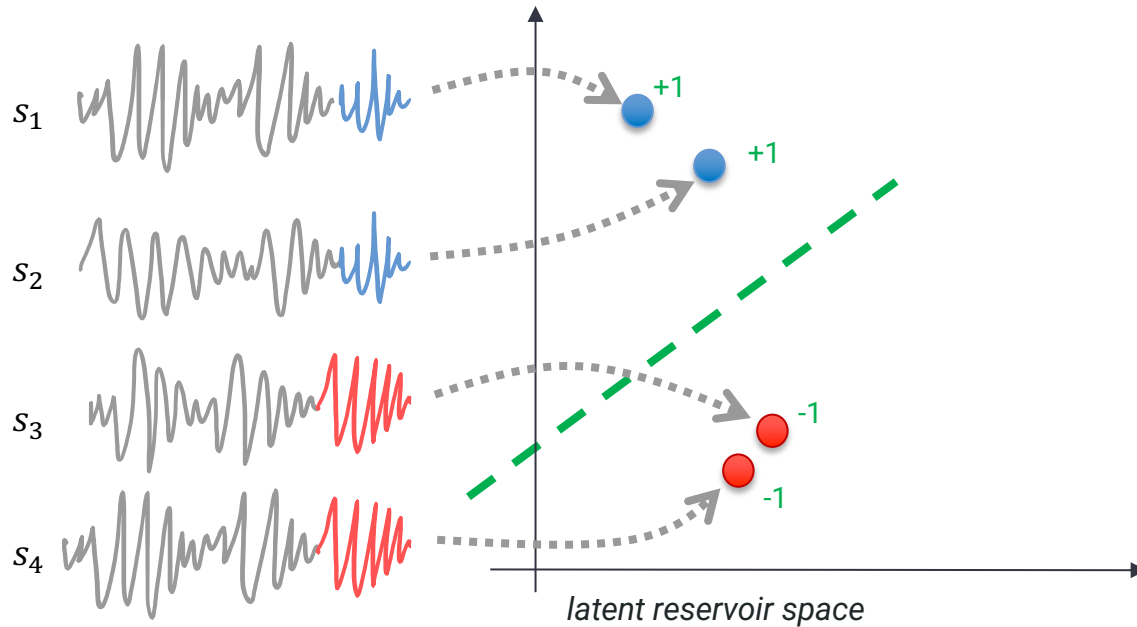 s1
+1
+1
s2
s3
-1
-1
s4
latent reservoir space